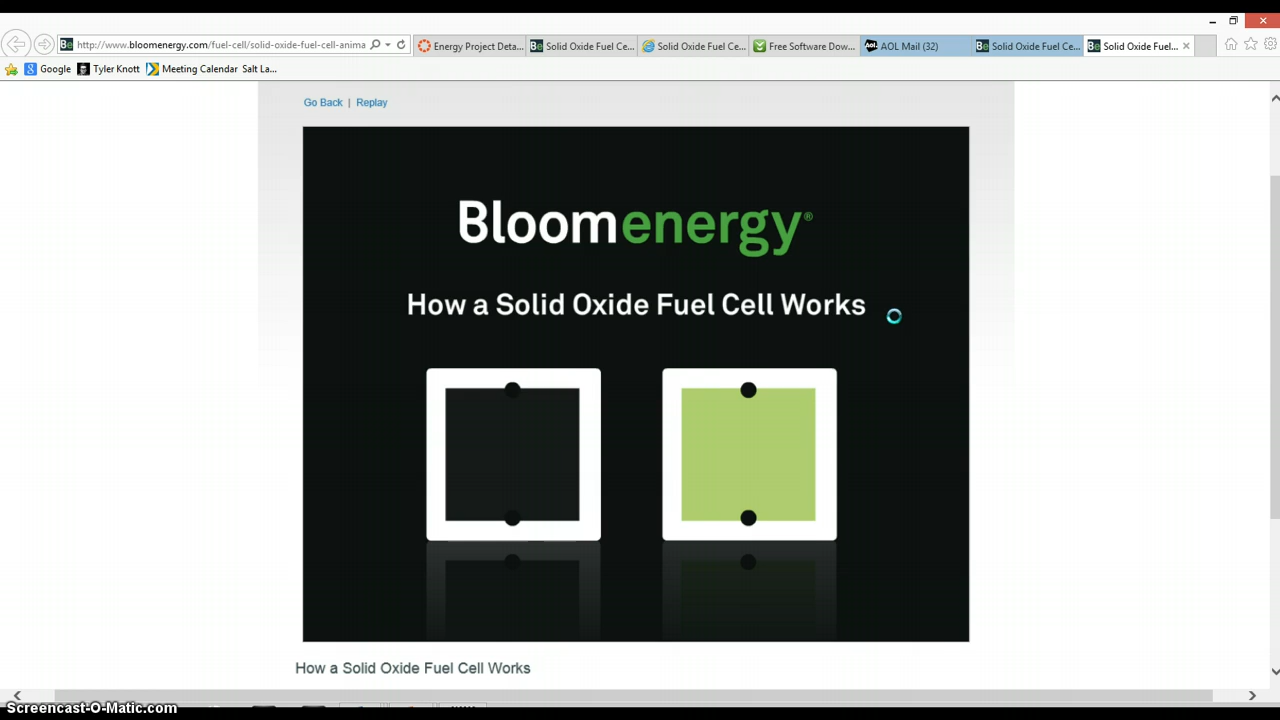 http://www.bloomenergy.com/fuel-cell/solid-oxide-fuel-cell-anima
Energy Project Deta...
Solid Oxide Fuel Ce...
Solid Oxide Fuel Ce...
Free Software Dow...
AOL Mail (32)
Solid Oxide Fuel Ce...
Solid Oxide Fuel...
Google
Tyler Knott
Meeting Calendar Salt La...
Go Back | Replay
Bloomenergy®
How a Solid Oxide Fuel Cell Works
How a Solid Oxide Fuel Cell Works
Screencast-O-Matic.com